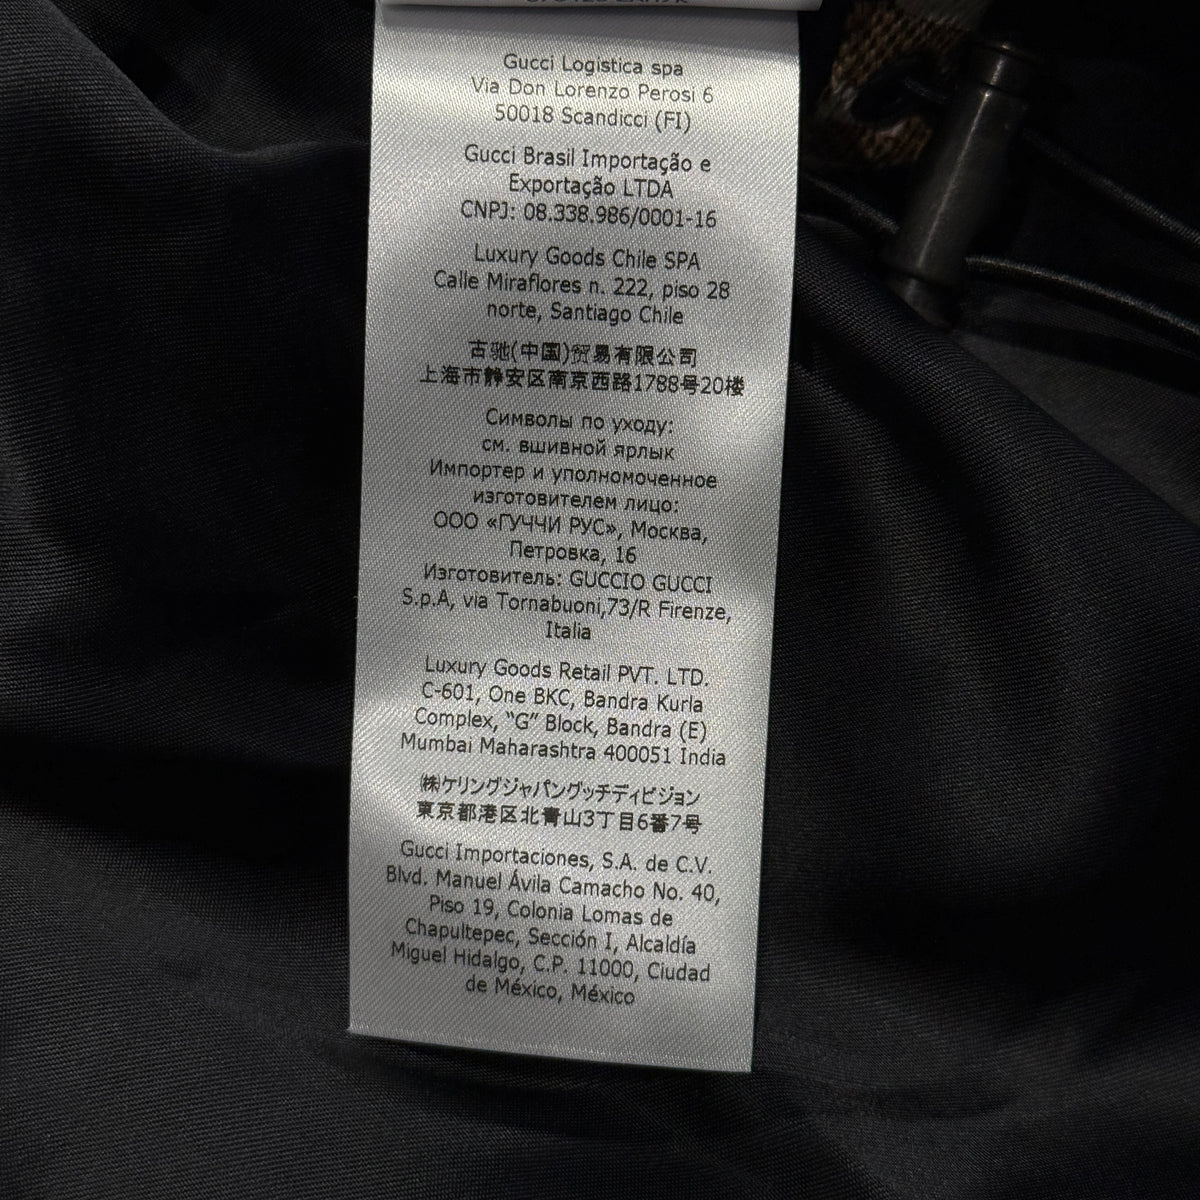 Gucci Logistica spa
Via Don Lorenzo Perosi 6
50018 Scandicci (FI)
Gucci Brasil Importação e
Exportação LTDA
CNPJ: 08.338.986/0001-16
Luxury Goods Chile SPA
Calle Miraflores n. 222, piso 28
norte, Santiago Chile
古驰(中国)贸易有限公司
上海市静安区南京西路1788号20楼
Символы по уходу:
см. вшивной ярлык
Импортер и уполномоченное
изготовителем лицо:
ООО «ГУЧЧИ РУС», Москва,
Петровка, 16
Изготовитель: GUCCIO GUCCI
S.p.A, via Tornabuoni,73/R Firenze,
Italia
Luxury Goods Retail PVT. LTD.
C-601, One BKC, Bandra Kurla
Complex, “G” Block, Bandra (E)
Mumbai Maharashtra 400051 India
㈱ケリングジャパングッチディビジョン
東京都港区北青山3丁目6番7号
Gucci Importaciones, S.A. de C.V.
Blvd. Manuel Ávila Camacho No. 40,
Piso 19, Colonia Lomas de
Chapultepec, Sección I, Alcaldía
Miguel Hidalgo, C.P. 11000, Ciudad
de México, México